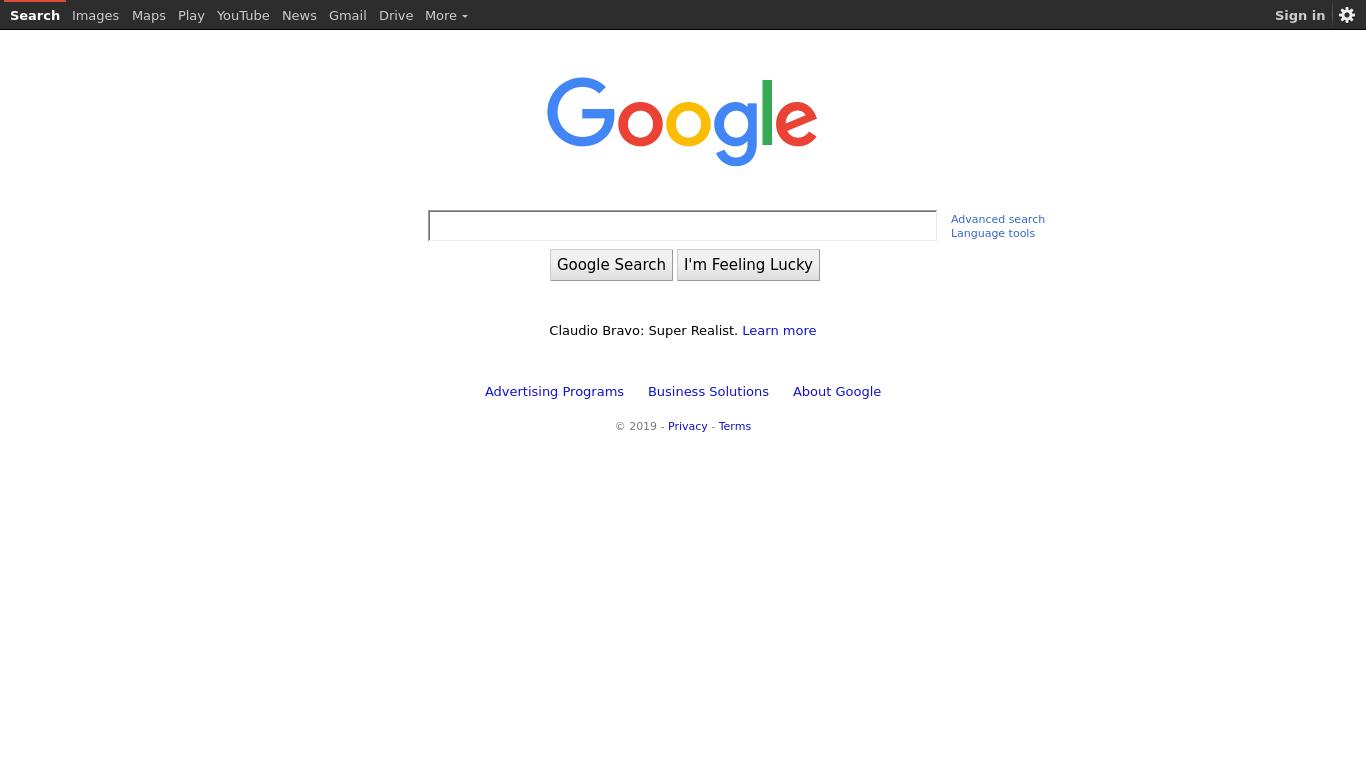 Search Images Maps Play YouTube News Gmail Drive More Sign in
Google
Advanced search
Language tools
Google Search I'm Feeling Lucky
Claudio Bravo: Super Realist. Learn more
Advertising Programs Business Solutions About Google
© 2019 - Privacy - Terms